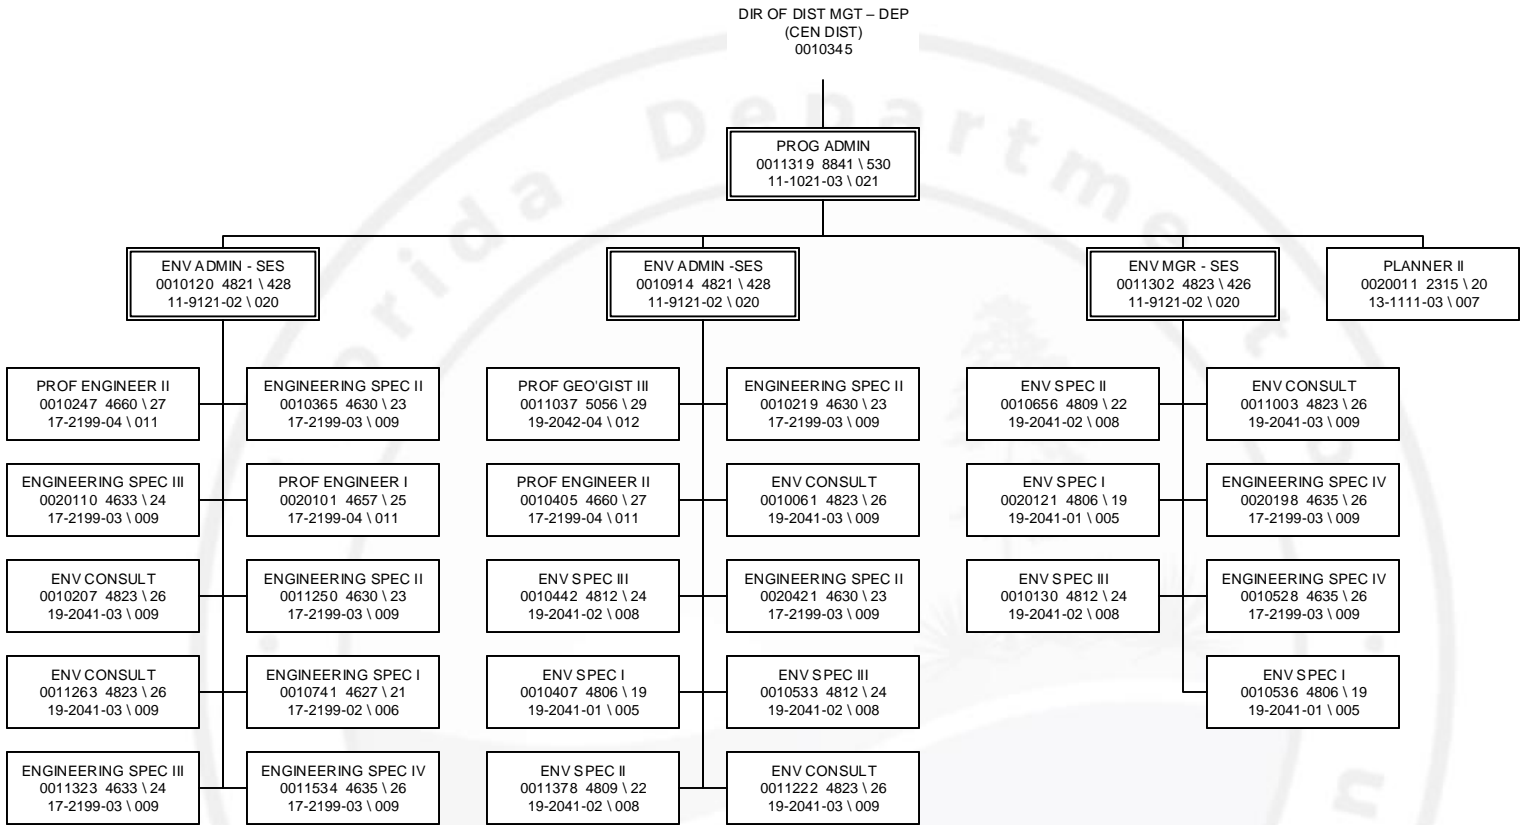 DIR OF DIST MGT – DEP
(CEN DIST)
0010345
PROG ADMIN
0011319 8841 \ 530
11-1021-03 \ 021
ENV ADMIN - SES
0010120 4821 \ 428
11-9121-02 \ 020
ENV ADMIN -SES
0010914 4821 \ 428
11-9121-02 \ 020
ENV MGR - SES
0011302 4823 \ 426
11-9121-02 \ 020
PLANNER II
0020011 2315 \ 20
13-1111-03 \ 007
PROF ENGINEER II
0010247 4660 \ 27
17-2199-04 \ 011
ENGINEERING SPEC II
0010365 4630 \ 23
17-2199-03 \ 009
PROF GEO'GIST III
0011037 5056 \ 29
19-2042-04 \ 012
ENGINEERING SPEC II
0010219 4630 \ 23
17-2199-03 \ 009
ENV SPEC II
0010656 4809 \ 22
19-2041-02 \ 008
ENV CONSULT
0011003 4823 \ 26
19-2041-03 \ 009
ENGINEERING SPEC III
0020110 4633 \ 24
17-2199-03 \ 009
PROF ENGINEER I
0020101 4657 \ 25
17-2199-04 \ 011
PROF ENGINEER II
0010405 4660 \ 27
17-2199-04 \ 011
ENV CONSULT
0010061 4823 \ 26
19-2041-03 \ 009
ENV SPEC I
0020121 4806 \ 19
19-2041-01 \ 005
ENGINEERING SPEC IV
0020198 4635 \ 26
17-2199-03 \ 009
ENV CONSULT
0010207 4823 \ 26
19-2041-03 \ 009
ENGINEERING SPEC II
0011250 4630 \ 23
17-2199-03 \ 009
ENV SPEC III
0010442 4812 \ 24
19-2041-02 \ 008
ENGINEERING SPEC II
0020421 4630 \ 23
17-2199-03 \ 009
ENV SPEC III
0010130 4812 \ 24
19-2041-02 \ 008
ENGINEERING SPEC IV
0010528 4635 \ 26
17-2199-03 \ 009
ENV CONSULT
0011263 4823 \ 26
19-2041-03 \ 009
ENGINEERING SPEC I
0010741 4627 \ 21
17-2199-02 \ 006
ENV SPEC I
0010407 4806 \ 19
19-2041-01 \ 005
ENV SPEC III
0010533 4812 \ 24
19-2041-02 \ 008
ENV SPEC I
0010536 4806 \ 19
19-2041-01 \ 005
ENGINEERING SPEC III
0011323 4633 \ 24
17-2199-03 \ 009
ENGINEERING SPEC IV
0011534 4635 \ 26
17-2199-03 \ 009
ENV SPEC II
0011378 4809 \ 22
19-2041-02 \ 008
ENV CONSULT
0011222 4823 \ 26
19-2041-03 \ 009
orida Department